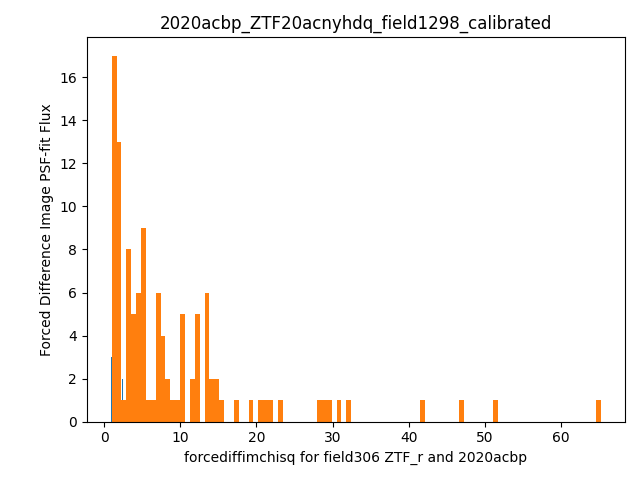 2020acbp_ZTF20acnyhdq_field1298_calibrated
Forced Difference Image PSF-fit Flux
16
14
12
10
8
6
4
2
0
0 10 20 30 40 50 60
forcediffimchisq for field306 ZTF_r and 2020acbp